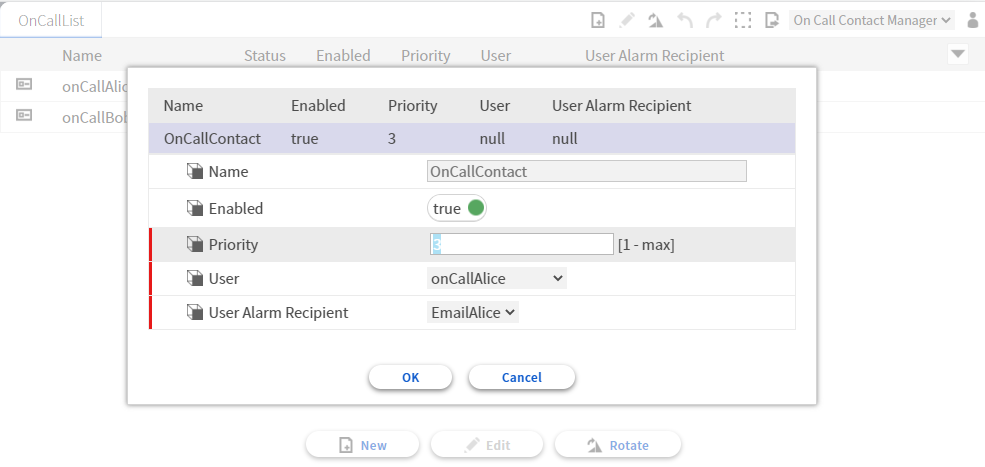 OnCallList
On Call Contact Manager
Name Status Enabled Priority User User Alarm Recipient
onCallAlic
onCallBob
Name Enabled Priority User User Alarm Recipient
OnCallContact true 3 null null
Name OnCallContact
Enabled true
Priority 3 [1 - max]
User onCallAlice
User Alarm Recipient EmailAlice
OK Cancel
New Edit Rotate